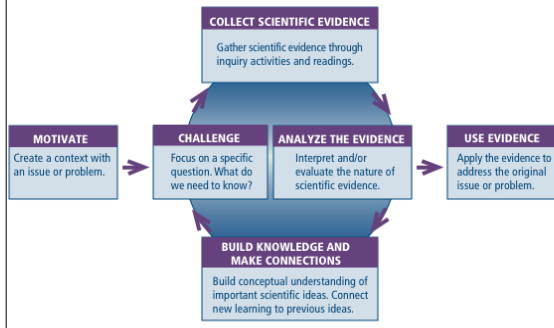 COLLECT SCIENTIFIC EVIDENCE
Gather scientific evidence through
inquiry activities and readings.
MOTIVATE
Create a context with
an issue or problem.
CHALLENGE
Focus on a specific
question. What do
we need to know?
ANALYZE THE EVIDENCE
Interpret and/or
evaluate the nature of
scientific evidence.
USE EVIDENCE
Apply the evidence to
address the original
issue or problem.
BUILD KNOWLEDGE AND
MAKE CONNECTIONS
Build conceptual understanding of
important scientific ideas. Connect
new learning to previous ideas.